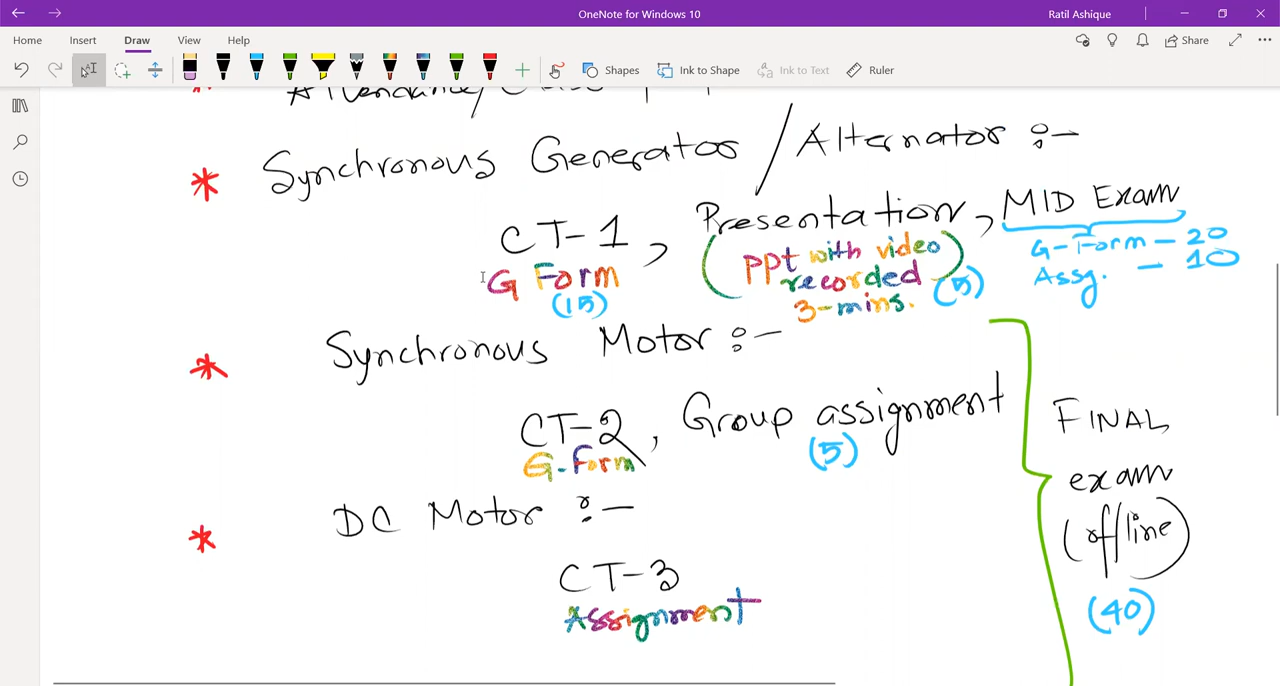 OneNote for Windows 10
Ratil Ashique
Home Insert Draw View Help
Share
Shapes Ink to Shape Ink to Text Ruler
Attendance/Class
* Synchronous Generator / Alternator :-
CT-1, Presentation, MID Exam
G Form (PPt with video recorded 3-mins.) G-Form - 20
(15) (5) Assg. - 10
* Synchronous Motor :-
CT-2, Group assignment
G-Form (5)
FINAL
exam
(offline)
(40)
* DC Motor :-
CT-3
Assignment